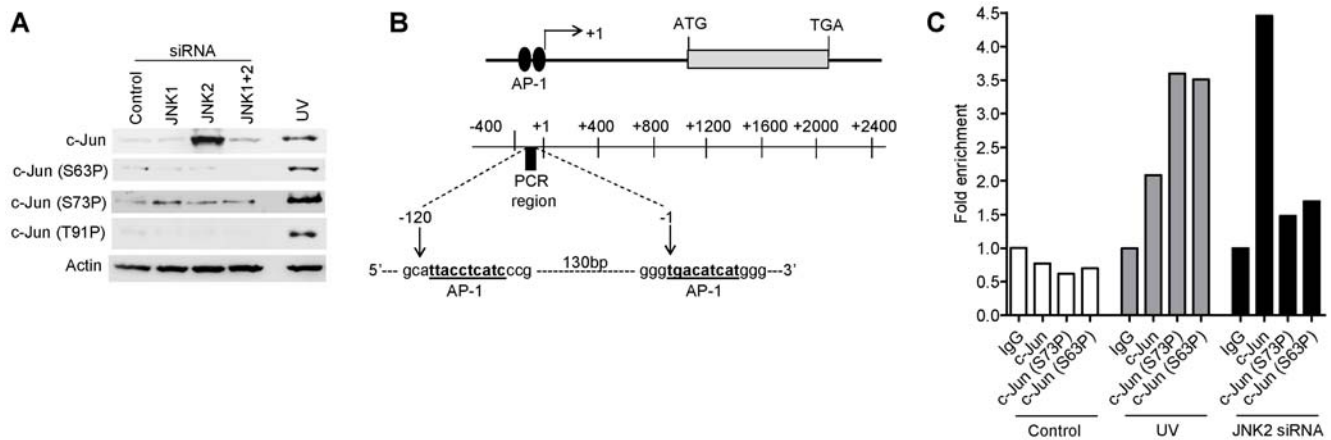 A
siRNA
Control
JNK1
JNK2
JNK1+2
UV
c-Jun
c-Jun (S63P)
c-Jun (S73P)
c-Jun (T91P)
Actin
B
+1
ATG
TGA
AP-1
-400 +1 +400 +800 +1200 +1600 +2000 +2400
PCR
region
-120 -1
5'---gcattacctcatcccg 130bp gggtgacatcatggg---3'
AP-1 AP-1
C
Fold enrichment
4.5
4.0
3.5
3.0
2.5
2.0
1.5
1.0
0.5
0.0
IgG
c-Jun
c-Jun (S73P)
c-Jun (S63P)
IgG
c-Jun
c-Jun (S73P)
c-Jun (S63P)
IgG
c-Jun
c-Jun (S73P)
c-Jun (S63P)
Control UV JNK2 siRNA